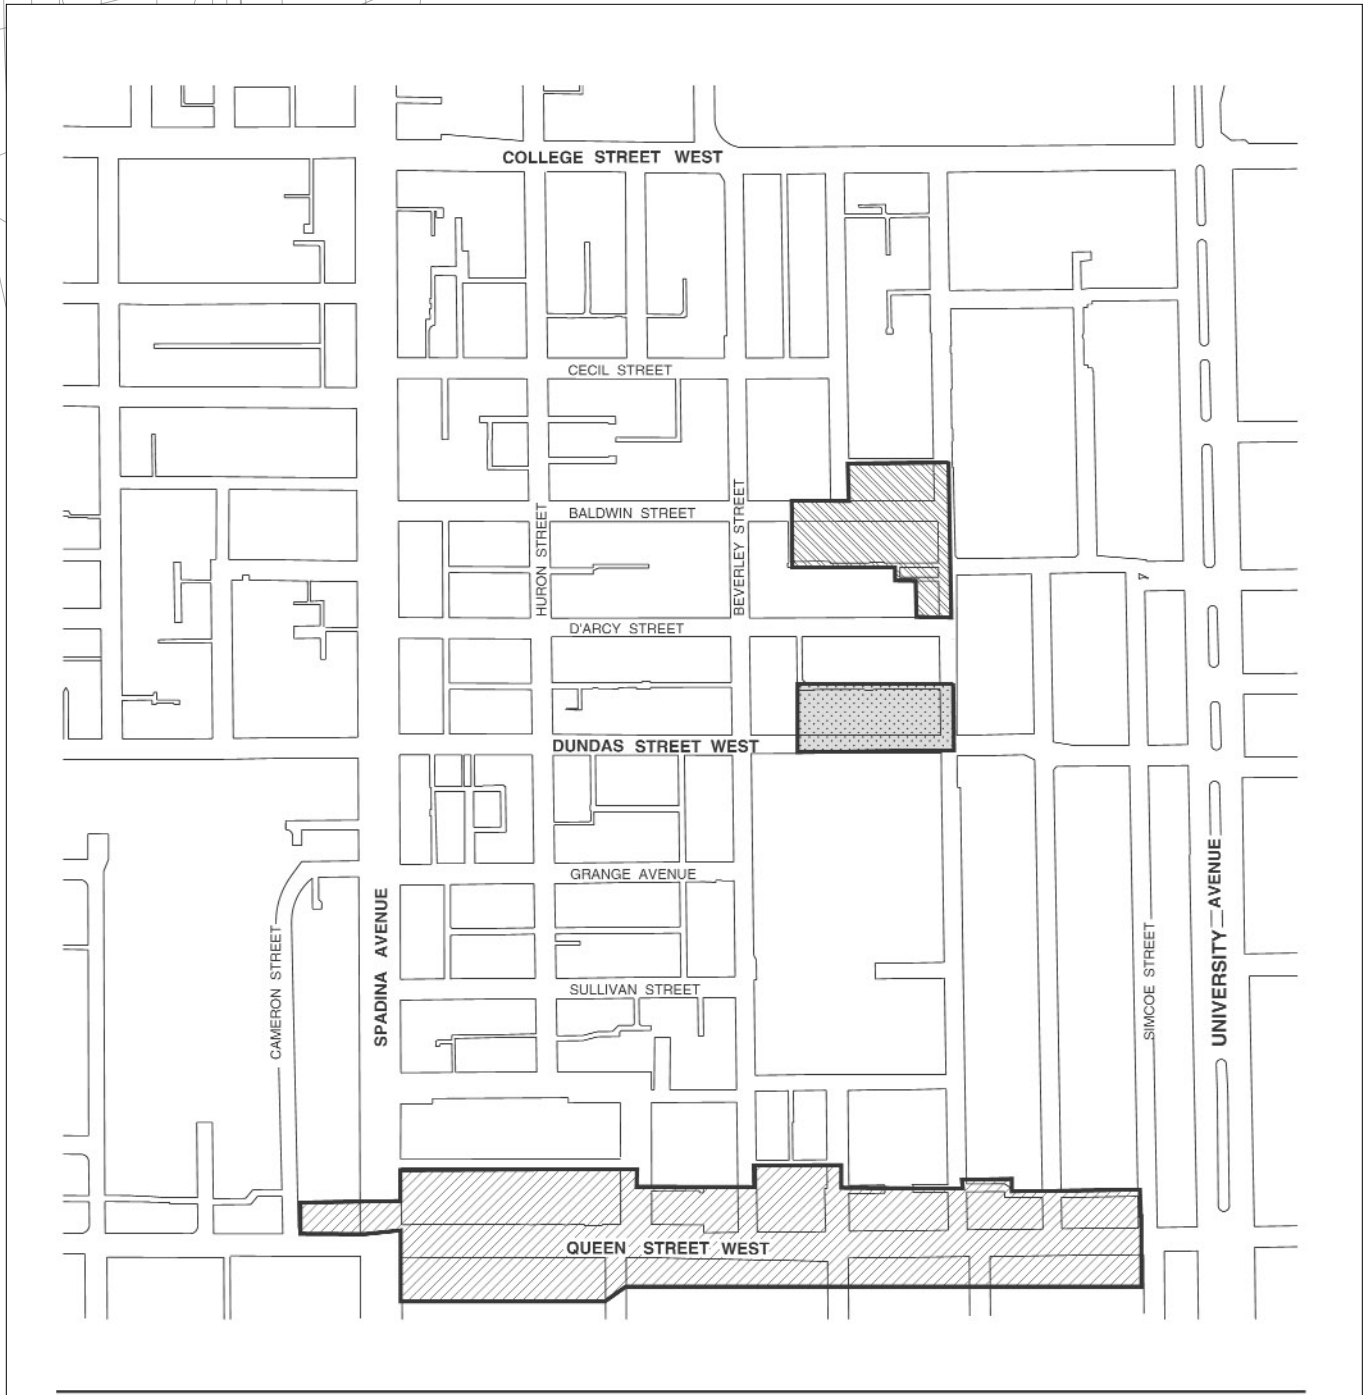 COLLEGE STREET WEST
CECIL STREET
HURON STREET
BALDWIN STREET
BEVERLEY STREET
D'ARCY STREET
DUNDAS STREET WEST
GRANGE AVENUE
CAMERON STREET
SPADINA AVENUE
SULLIVAN STREET
SIMCOE STREET
UNIVERSITY AVENUE
QUEEN STREET WEST